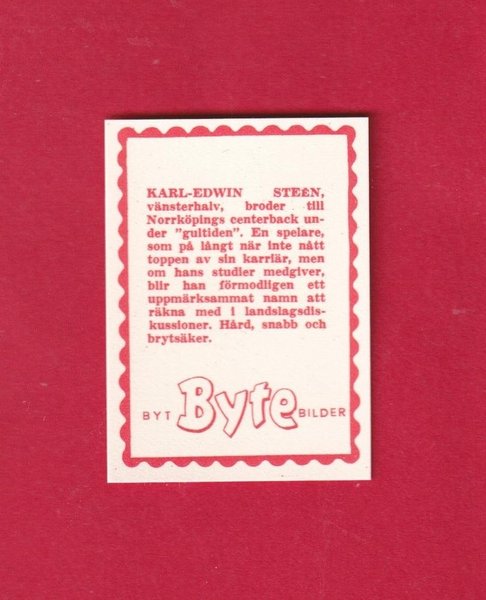 KARL-EDWIN STEEN,
vänsterhalv, broder till
Norrköpings centerback un-
der "gultiden". En spelare,
som på långt när inte nått
toppen av sin karriär, men
om hans studier medgiver,
blir han förmodligen ett
uppmärksammat namn att
räkna med i landslagsdis-
kussioner. Hård, snabb och
brytsäker.
BYT Byte BILDER